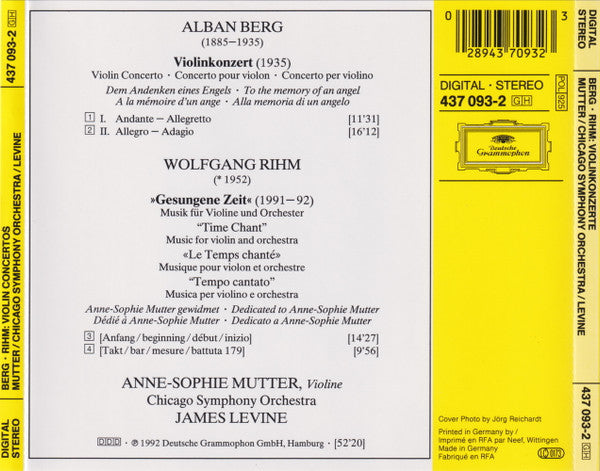 DIGITAL STEREO
437 093-2 GH
BERG · RIHM: VIOLIN CONCERTOS
MUTTER / CHICAGO SYMPHONY ORCHESTRA / LEVINE
DIGITAL STEREO
437 093-2 GH
ALBAN BERG
(1885–1935)
Violinkonzert (1935)
Violin Concerto · Concerto pour violon · Concerto per violino
Dem Andenken eines Engels · To the memory of an angel
A la mémoire d'un ange · Alla memoria di un angelo
1 I. Andante – Allegretto [11'31]
2 II. Allegro – Adagio [16'12]
WOLFGANG RIHM
(* 1952)
»Gesungene Zeit« (1991–92)
Musik für Violine und Orchester
“Time Chant”
Music for violin and orchestra
«Le Temps chanté»
Musique pour violon et orchestre
“Tempo cantato”
Musica per violino e orchestra
Anne-Sophie Mutter gewidmet · Dedicated to Anne-Sophie Mutter
Dédié à Anne-Sophie Mutter · Dedicato a Anne-Sophie Mutter
3 [Anfang / beginning / début / inizio] [14'27]
4 [Takt / bar / mesure / battuta 179] [9'56]
ANNE-SOPHIE MUTTER, Violine
Chicago Symphony Orchestra
JAMES LEVINE
DDD · ℗ 1992 Deutsche Grammophon GmbH, Hamburg · [52'20]
0 28943 70932 3
DIGITAL · STEREO
437 093-2 GH
POL 925
Deutsche
Grammophon
Cover Photo by Jörg Reichardt
Printed in Germany by /
Imprimé en RFA par Neef, Wittingen
Made in Germany
Fabriqué en RFA
DIGITAL STEREO
BERG · RIHM: VIOLINKONZERTE
MUTTER / CHICAGO SYMPHONY ORCHESTRA / LEVINE
437 093-2 GH